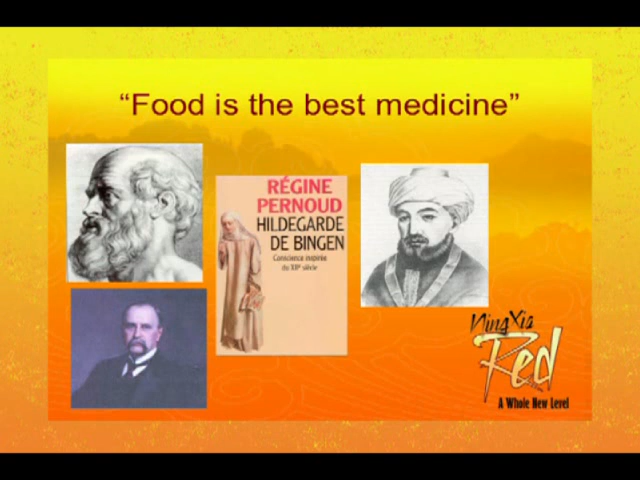 “Food is the best medicine”
RÉGINE
PERNOUD
HILDEGARDE
DE BINGEN
Conscience inspirée
du XIIe siècle
NingXia
Red
A Whole New Level